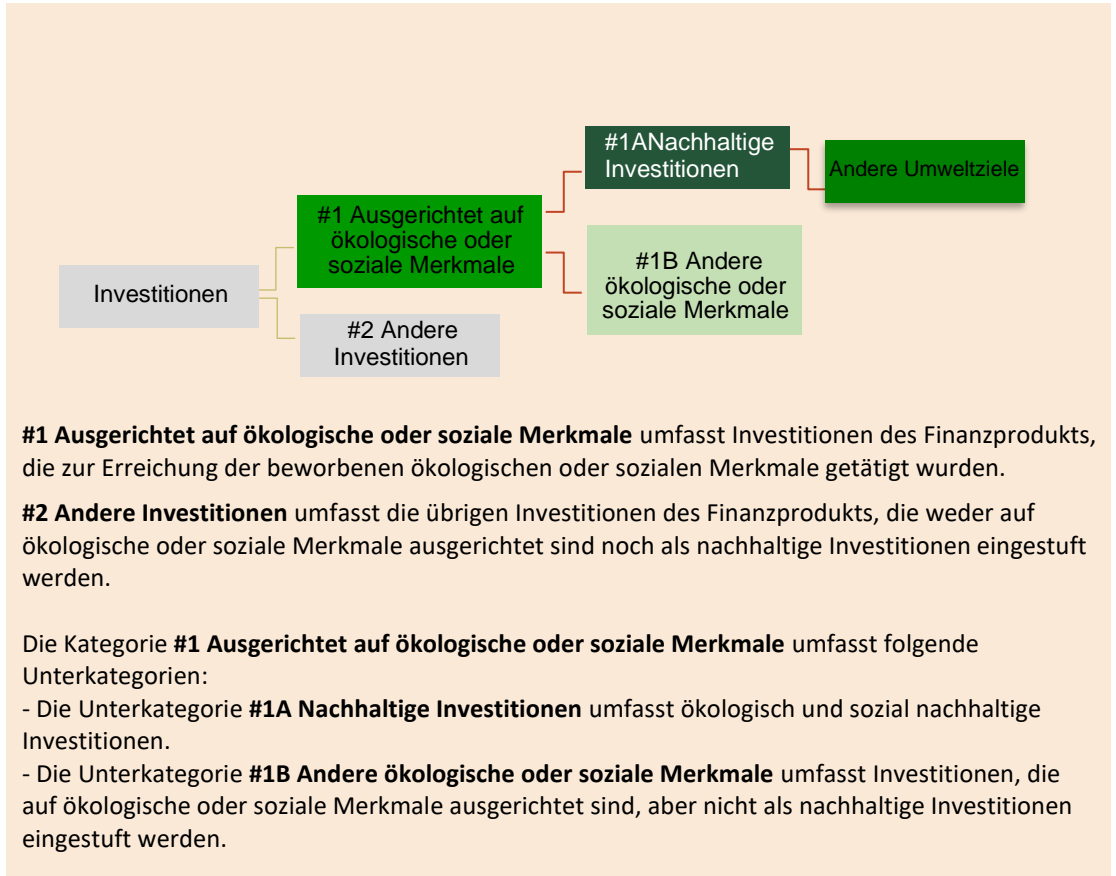 #1ANachhaltige
Investitionen
Andere Umweltziele
#1 Ausgerichtet auf
ökologische oder
soziale Merkmale
#1B Andere
ökologische oder
soziale Merkmale
Investitionen
#2 Andere
Investitionen
#1 Ausgerichtet auf ökologische oder soziale Merkmale umfasst Investitionen des Finanzprodukts,
die zur Erreichung der beworbenen ökologischen oder sozialen Merkmale getätigt wurden.
#2 Andere Investitionen umfasst die übrigen Investitionen des Finanzprodukts, die weder auf
ökologische oder soziale Merkmale ausgerichtet sind noch als nachhaltige Investitionen eingestuft
werden.
Die Kategorie #1 Ausgerichtet auf ökologische oder soziale Merkmale umfasst folgende
Unterkategorien:
- Die Unterkategorie #1A Nachhaltige Investitionen umfasst ökologisch und sozial nachhaltige
Investitionen.
- Die Unterkategorie #1B Andere ökologische oder soziale Merkmale umfasst Investitionen, die
auf ökologische oder soziale Merkmale ausgerichtet sind, aber nicht als nachhaltige Investitionen
eingestuft werden.